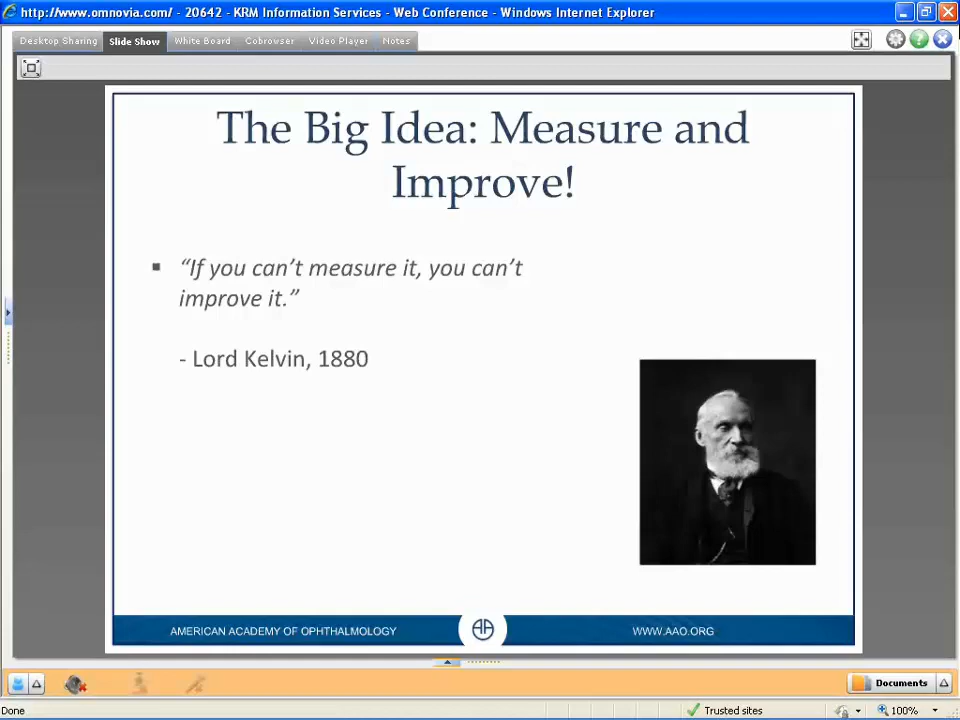 http://www.omnovia.com/ - 20642 - KRM Information Services - Web Conference - Windows Internet Explorer
Desktop Sharing Slide Show White Board Cobrowser Video Player Notes
The Big Idea: Measure and
Improve!
▪ “If you can’t measure it, you can’t
improve it.”
- Lord Kelvin, 1880
AMERICAN ACADEMY OF OPHTHALMOLOGY WWW.AAO.ORG
Documents
Done Trusted sites 100%